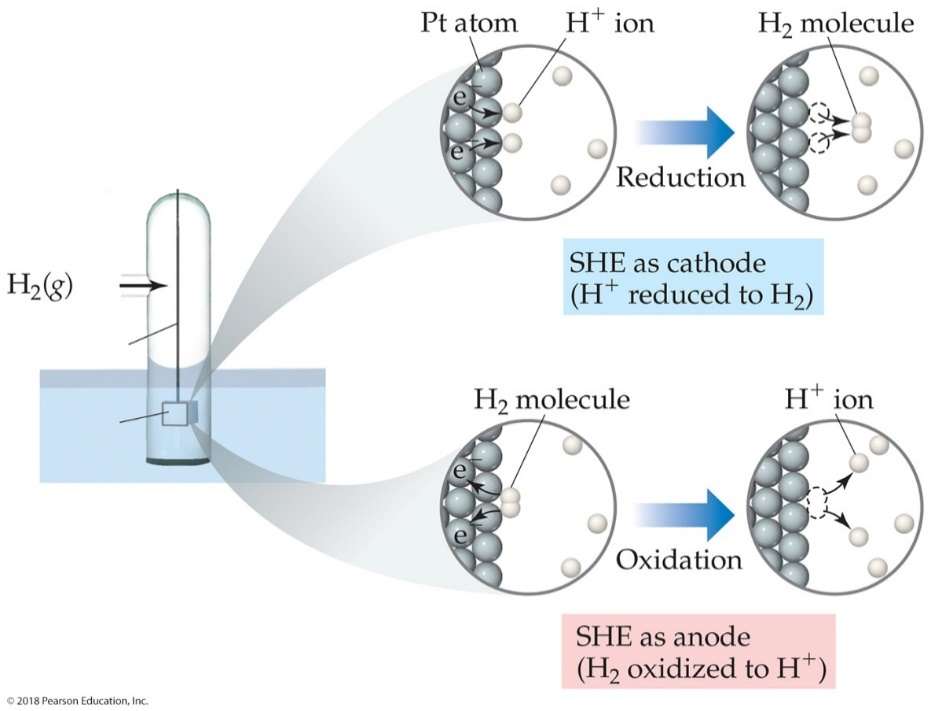 Pt atom
H⁺ ion
H₂ molecule
e⁻
e⁻
Reduction
SHE as cathode
(H⁺ reduced to H₂)
H₂(g)
H₂ molecule
H⁺ ion
e⁻
e⁻
Oxidation
SHE as anode
(H₂ oxidized to H⁺)
© 2018 Pearson Education, Inc.